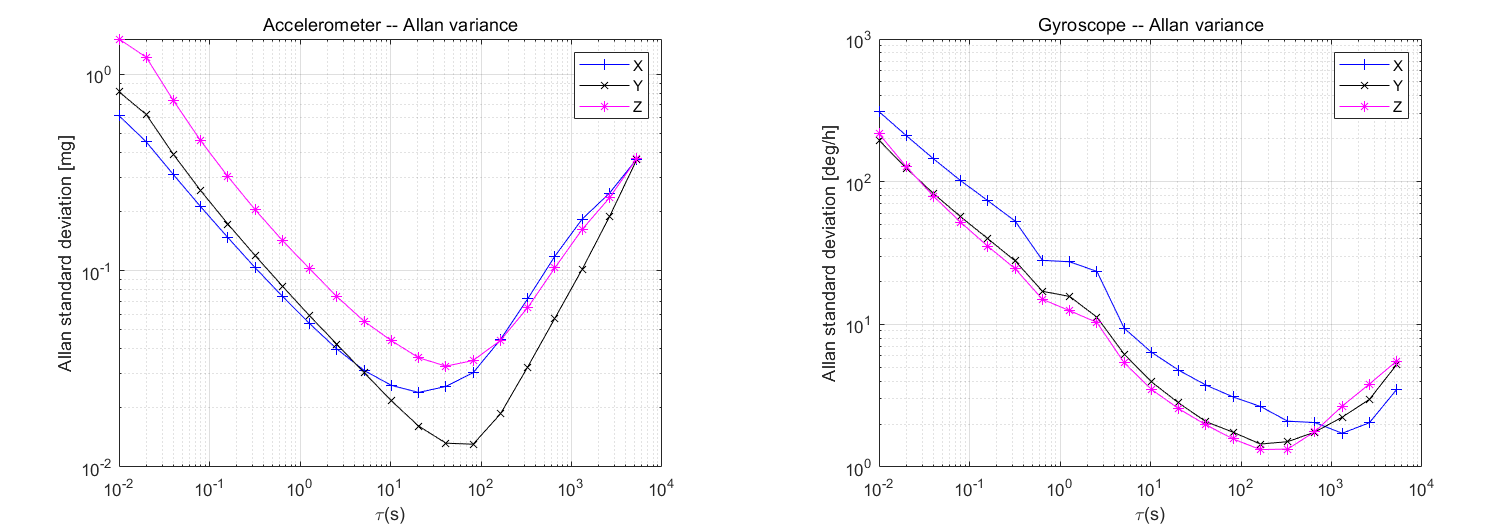 Accelerometer -- Allan variance
Allan standard deviation [mg]
10^0
10^-1
10^-2
X
Y
Z
10^-2 10^-1 10^0 10^1 10^2 10^3 10^4
τ(s)
Gyroscope -- Allan variance
Allan standard deviation [deg/h]
10^3
10^2
10^1
10^0
X
Y
Z
10^-2 10^-1 10^0 10^1 10^2 10^3 10^4
τ(s)